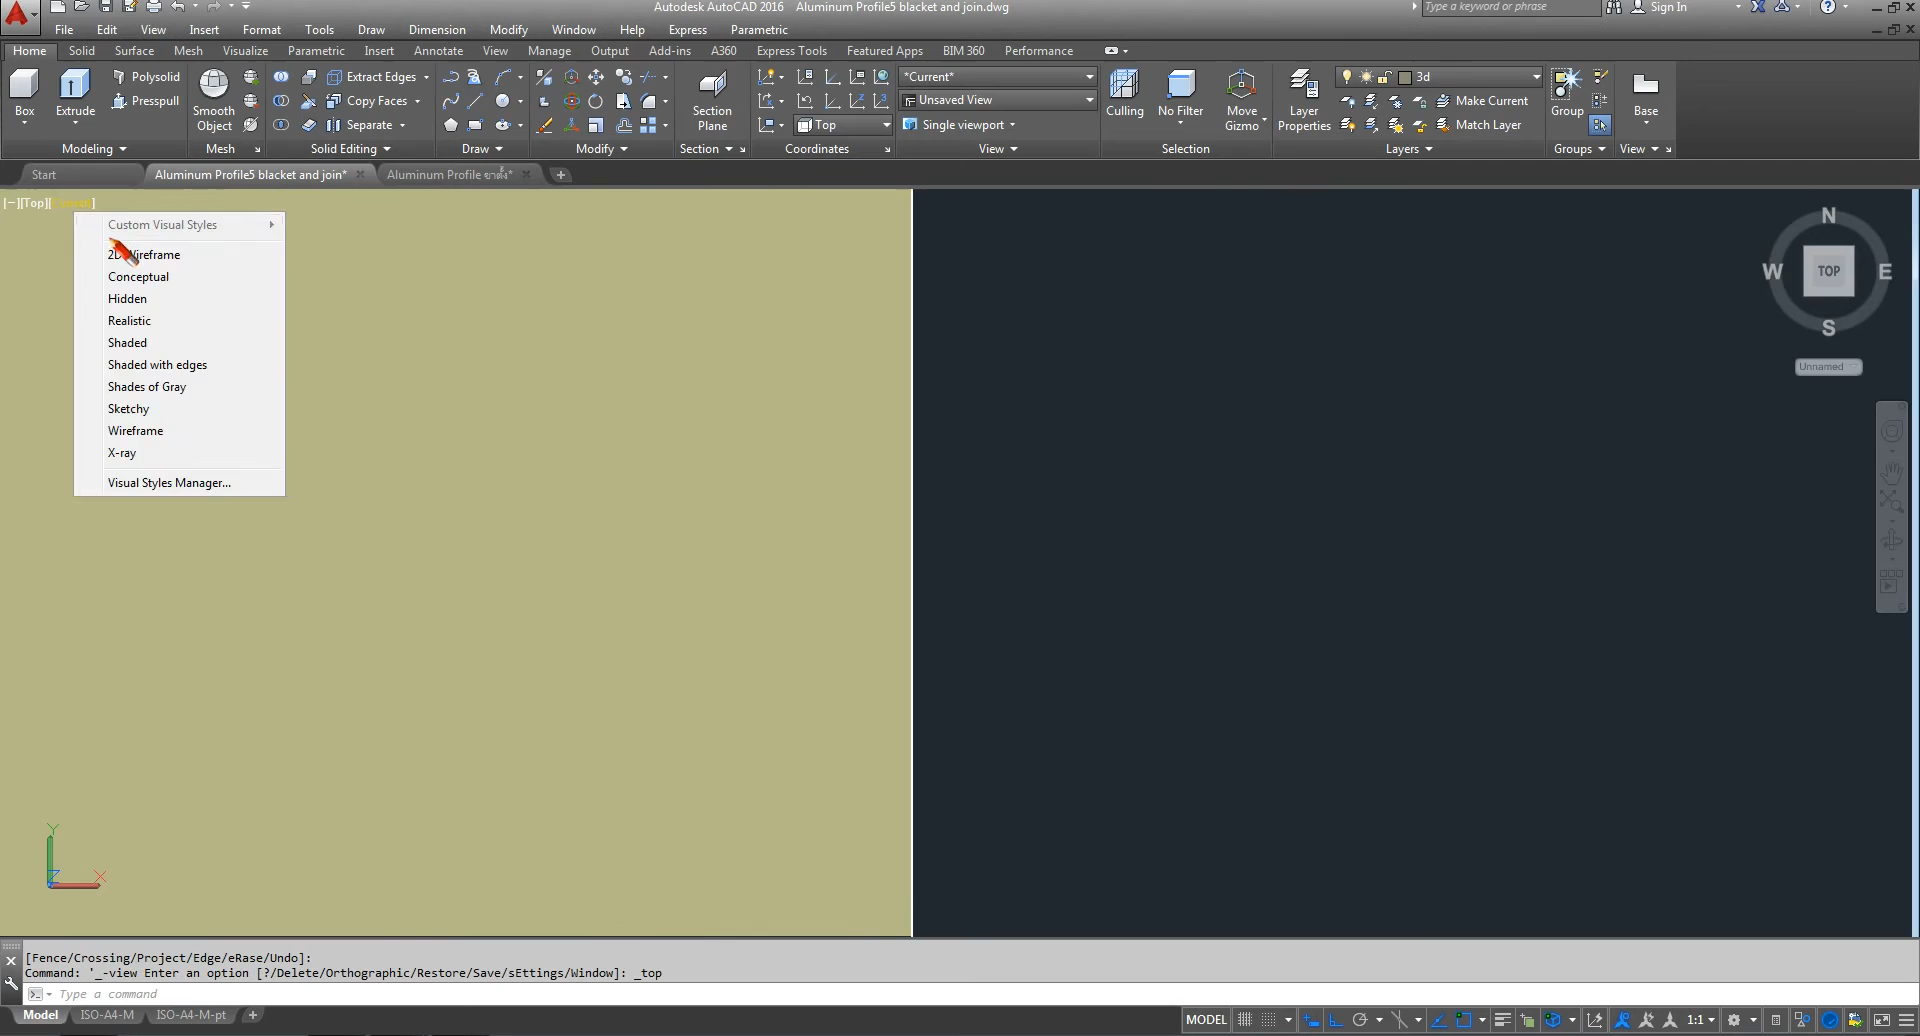 Autodesk AutoCAD 2016 Aluminum Profile5 blacket and join.dwg
Type a keyword or phrase
Sign In
File Edit View Insert Format Tools Draw Dimension Modify Window Help Express Parametric
Home Solid Surface Mesh Visualize Parametric Insert Annotate View Manage Output Add-ins A360 Express Tools Featured Apps BIM 360 Performance
Polysolid
Presspull
Box
Extrude
Smooth
Object
Extract Edges
Copy Faces
Separate
Section
Plane
*Current*
Unsaved View
Top
Single viewport
Culling
No Filter
Move
Gizmo
Layer
Properties
3d
Make Current
Match Layer
Group
Base
Modeling Mesh Solid Editing Draw Modify Section Coordinates View Selection Layers Groups View
Start Aluminum Profile5 blacket and join* Aluminum Profile ขาตั้ง*
[−][Top][
]
Custom Visual Styles
2D Wireframe
Conceptual
Hidden
Realistic
Shaded
Shaded with edges
Shades of Gray
Sketchy
Wireframe
X-ray
Visual Styles Manager...
N
W TOP E
S
Unnamed
Y
Z
X
[Fence/Crossing/Project/Edge/eRase/Undo]:
Command: '_-view Enter an option [?/Delete/Orthographic/Restore/Save/sEttings/Window]: _top
Type a command
Model ISO-A4-M ISO-A4-M-pt
MODEL 1:1